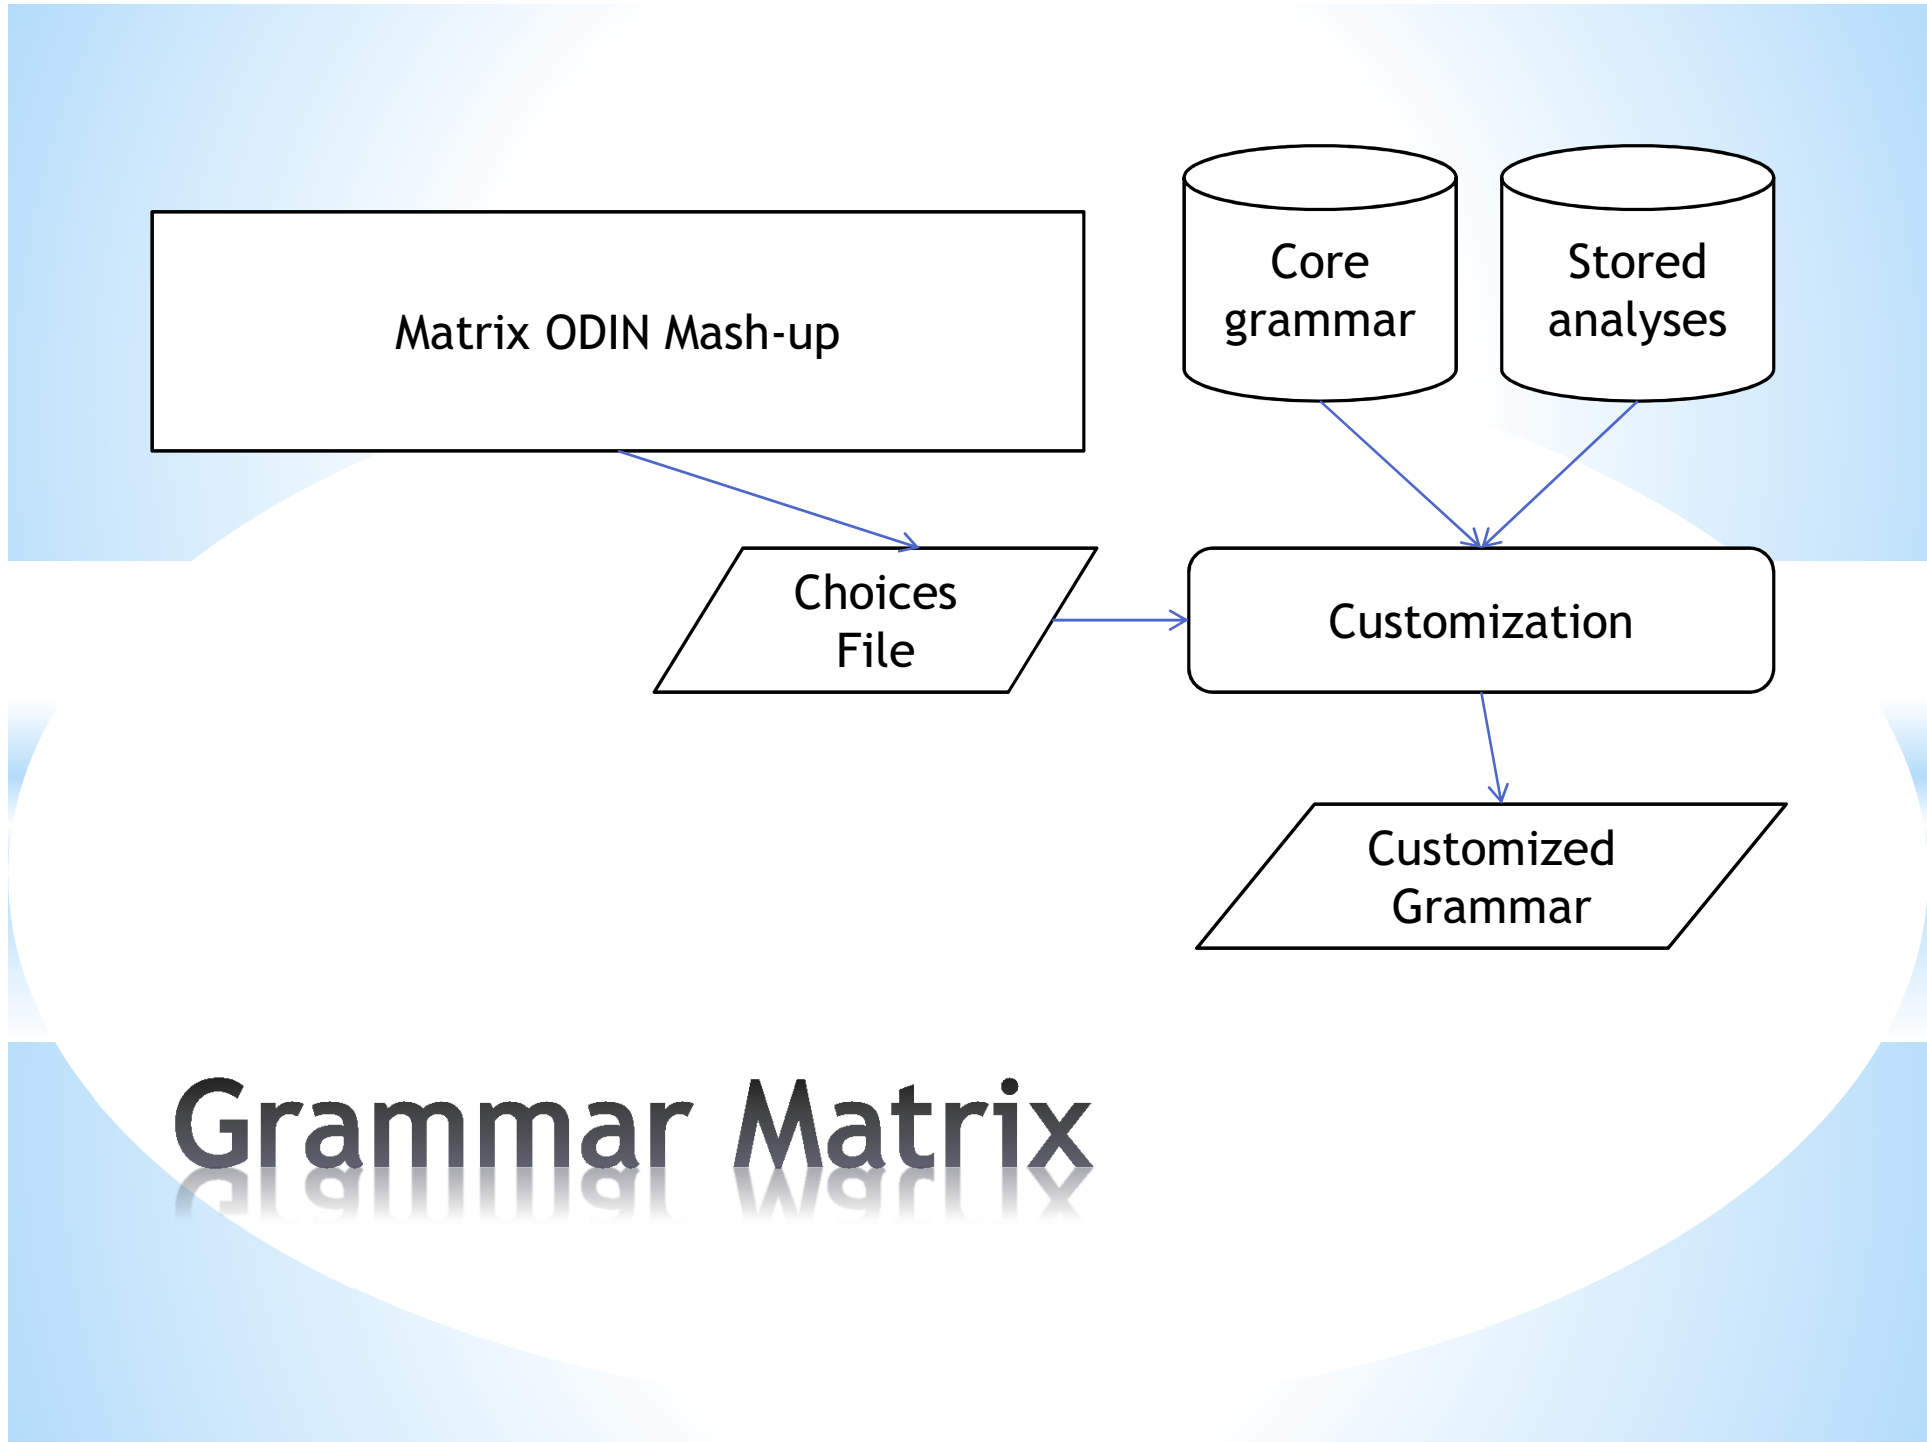 Matrix ODIN Mash-up
Core
grammar
Stored
analyses
Choices
File
Customization
Customized
Grammar
Grammar Matrix